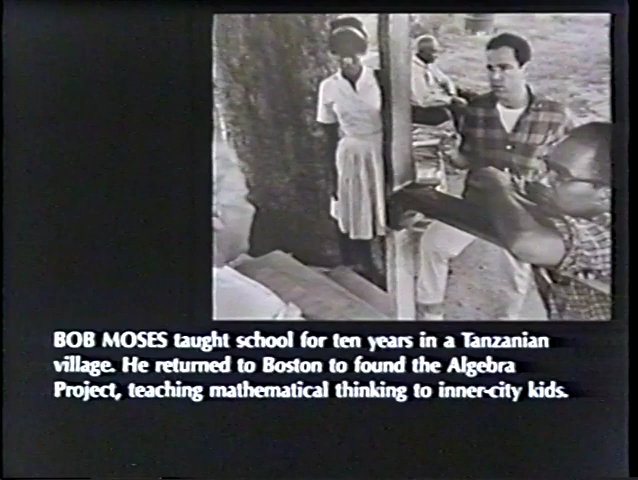 BOB MOSES taught school for ten years in a Tanzanian
village. He returned to Boston to found the Algebra
Project, teaching mathematical thinking to inner-city kids.